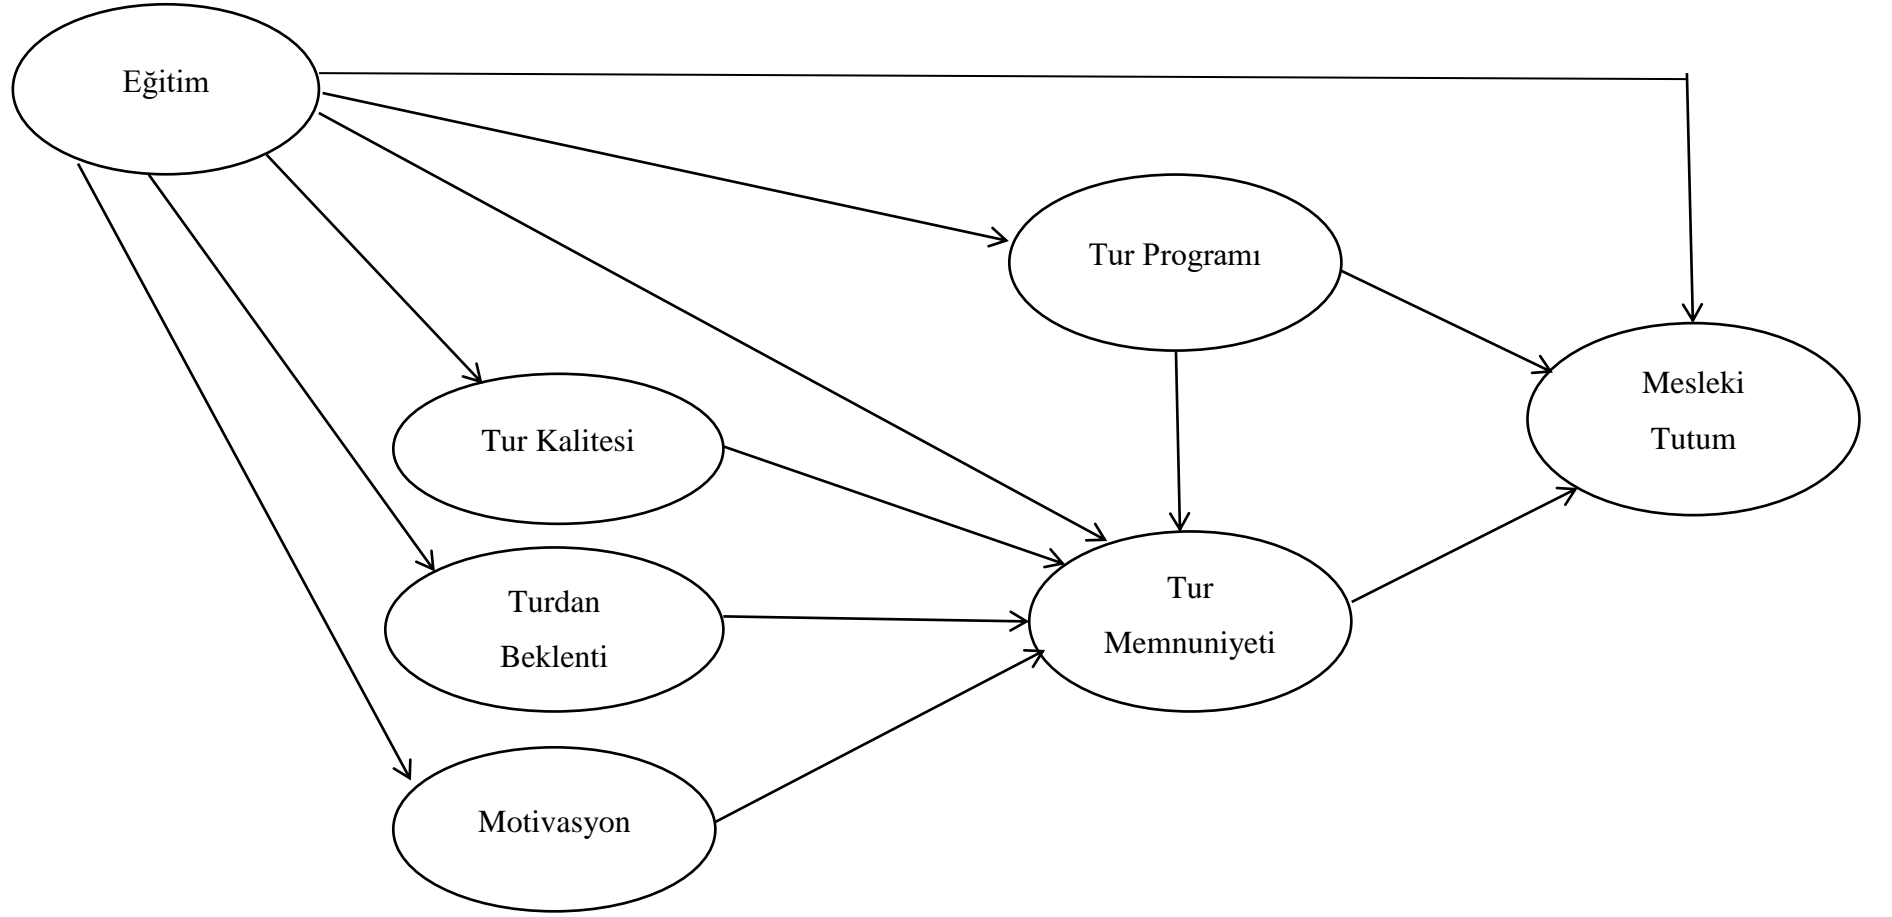 Eğitim
Tur Programı
Mesleki
Tutum
Tur Kalitesi
Tur
Memnuniyeti
Turdan
Beklenti
Motivasyon